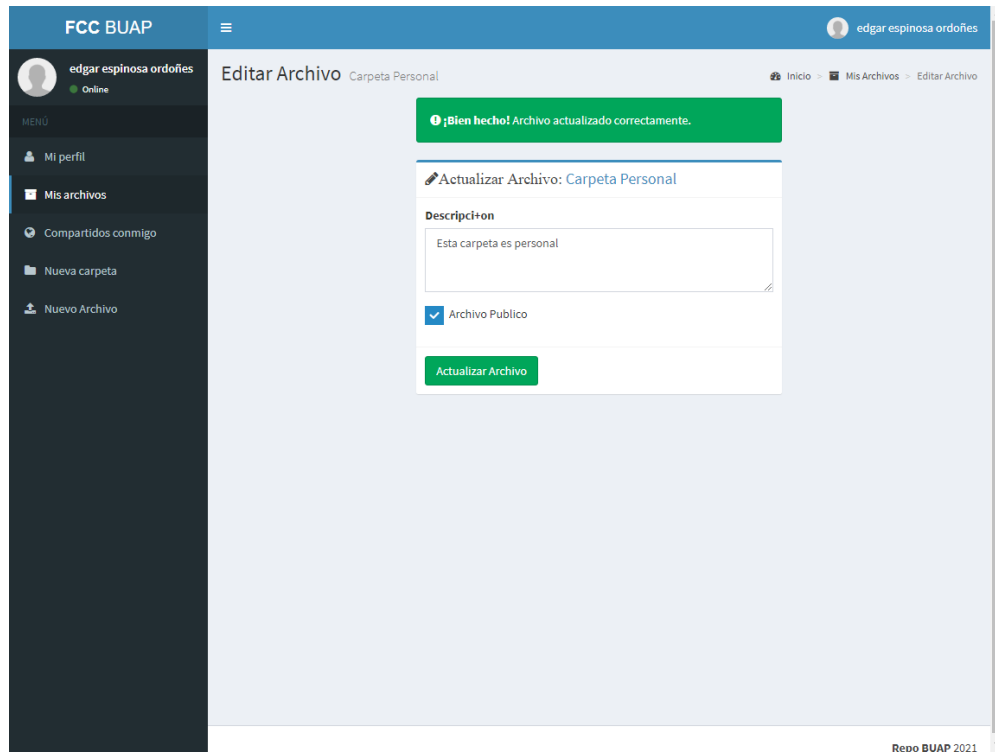 FCC BUAP
edgar espinosa ordoñes
edgar espinosa ordoñes
Online
MENÚ
Mi perfil
Mis archivos
Compartidos conmigo
Nueva carpeta
Nuevo Archivo
Editar Archivo Carpeta Personal
Inicio > Mis Archivos > Editar Archivo
¡Bien hecho! Archivo actualizado correctamente.
Actualizar Archivo: Carpeta Personal
Descripci+on
Esta carpeta es personal
Archivo Publico
Actualizar Archivo
Repo BUAP 2021